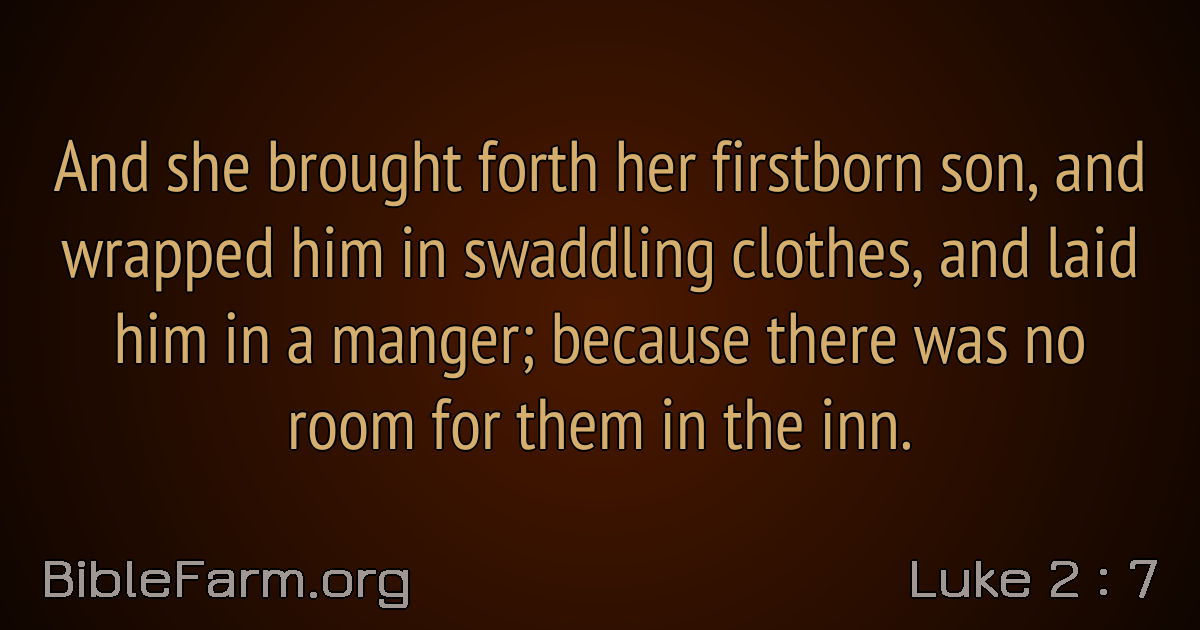 And she brought forth her firstborn son, and
wrapped him in swaddling clothes, and laid
him in a manger; because there was no
room for them in the inn.
BibleFarm.org
Luke 2 : 7